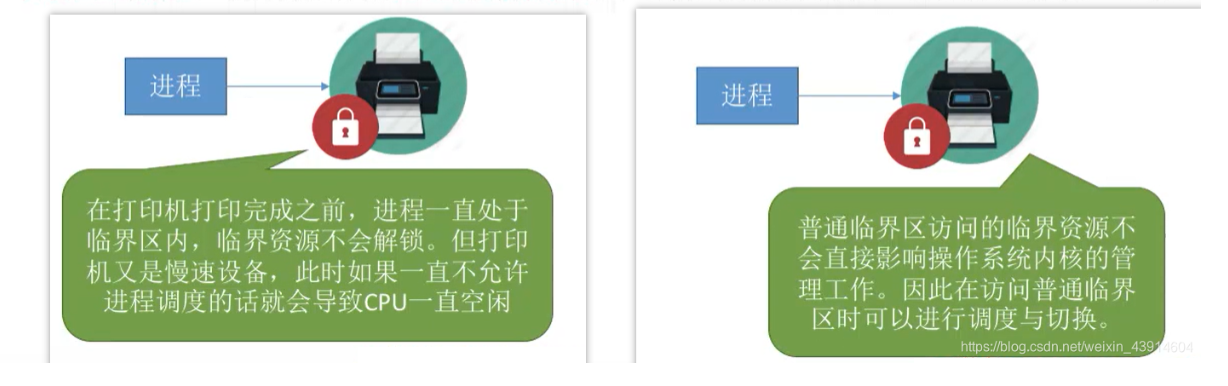 进程
在打印机打印完成之前，进程一直处于
临界区内，临界资源不会解锁。但打印
机又是慢速设备，此时如果一直不允许
进程调度的话就会导致CPU一直空闲
进程
普通临界区访问的临界资源不
会直接影响操作系统内核的管
理工作。因此在访问普通临界
区时可以进行调度与切换。
https://blog.csdn.net/weixin_43914604